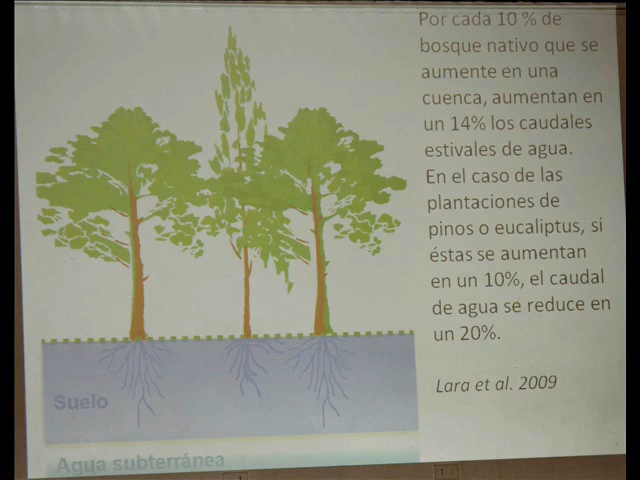 Por cada 10 % de
bosque nativo que se
aumente en una
cuenca, aumentan en
un 14% los caudales
estivales de agua.
En el caso de las
plantaciones de
pinos o eucaliptus, si
éstas se aumentan
en un 10%, el caudal
de agua se reduce en
un 20%.
Lara et al. 2009
Suelo
Agua subterránea